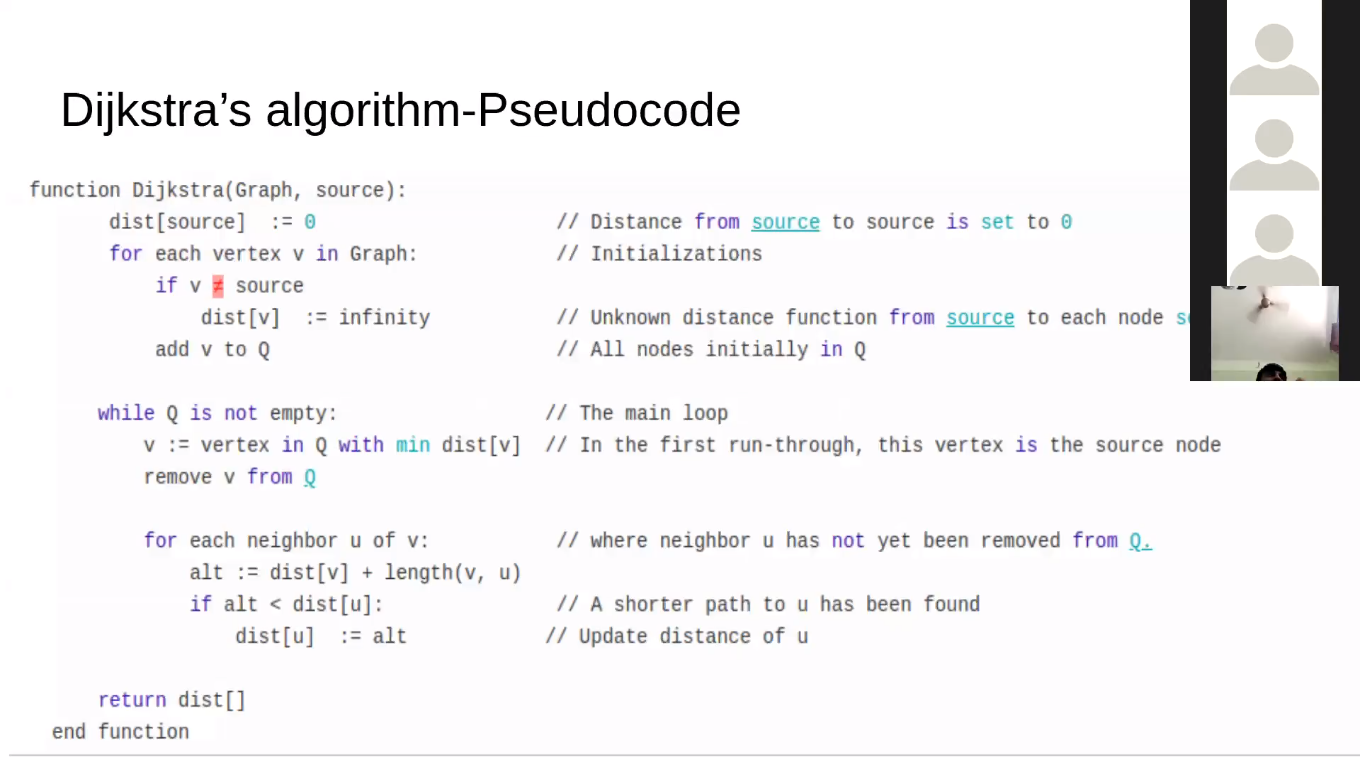 Dijkstra’s algorithm-Pseudocode
function Dijkstra(Graph, source):
dist[source] := 0 // Distance from source to source is set to 0
for each vertex v in Graph: // Initializations
if v ≠ source
dist[v] := infinity // Unknown distance function from source to each node
add v to Q // All nodes initially in Q
while Q is not empty: // The main loop
v := vertex in Q with min dist[v] // In the first run-through, this vertex is the source node
remove v from Q
for each neighbor u of v: // where neighbor u has not yet been removed from Q.
alt := dist[v] + length(v, u)
if alt < dist[u]: // A shorter path to u has been found
dist[u] := alt // Update distance of u
return dist[]
end function